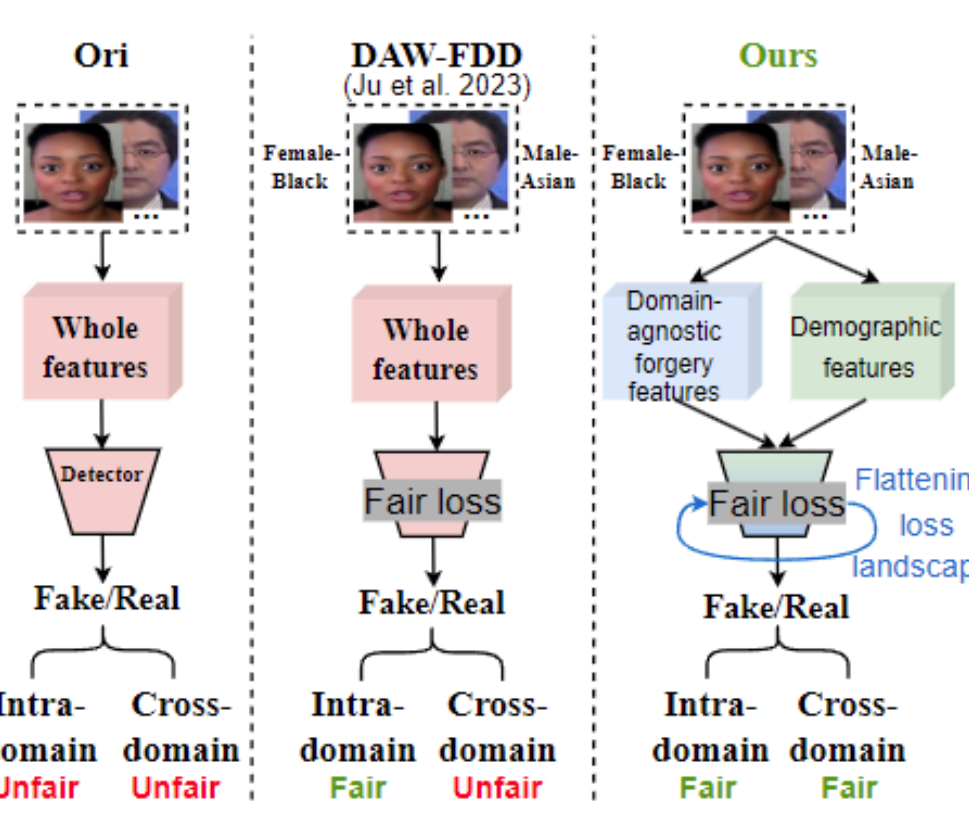 Ori
...
Whole
features
Detector
Fake/Real
Intra- Cross-
omain domain
Unfair Unfair
DAW-FDD
(Ju et al. 2023)
Female-
Black
Male-
Asian
...
Whole
features
Fair loss
Fake/Real
Intra- Cross-
domain domain
Fair Unfair
Ours
Female-
Black
Male-
Asian
...
Domain-
agnostic
forgery
features
Demographic
features
Fair loss
Flattenin
loss
landscap
Fake/Real
Intra- Cross-
domain domain
Fair Fair